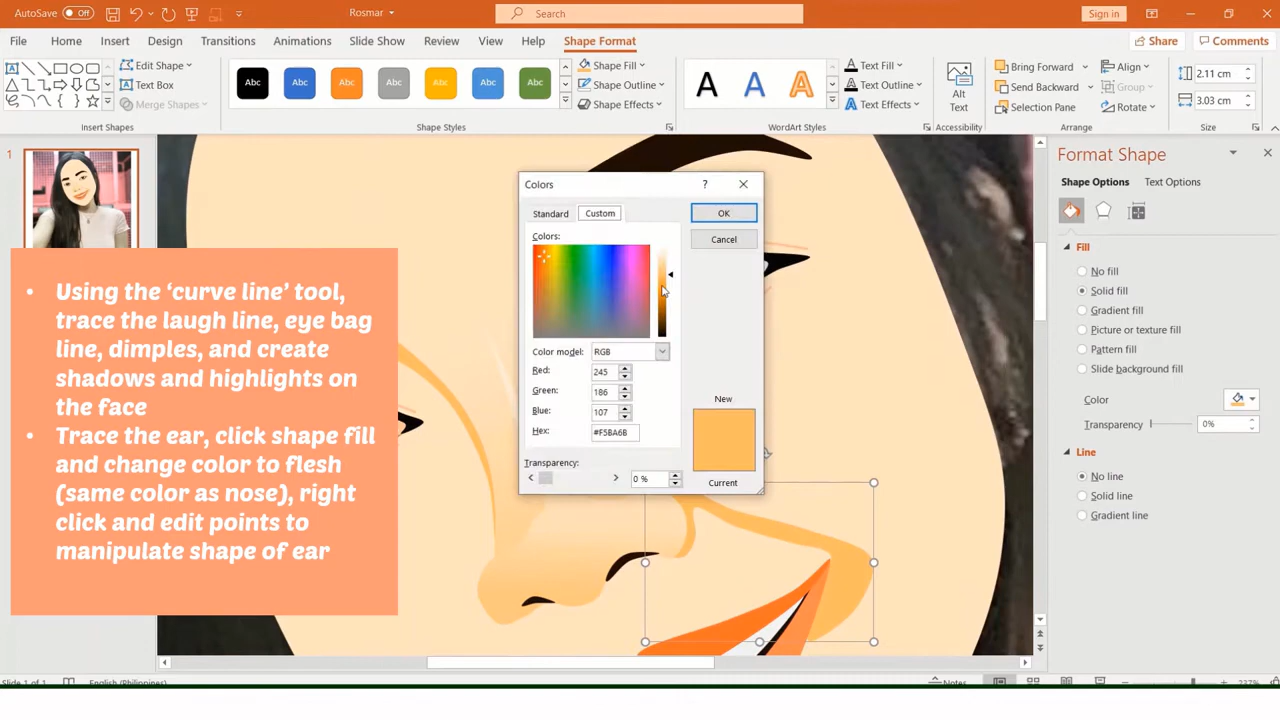 AutoSave Off Rosmar Search Sign in
File Home Insert Design Transitions Animations Slide Show Review View Help Shape Format Share Comments
Edit Shape
Text Box
Merge Shapes
Insert Shapes
Abc Abc Abc Abc Abc Abc Abc
Shape Fill
Shape Outline
Shape Effects
Shape Styles
A A A
Text Fill
Text Outline
Text Effects
WordArt Styles
Alt
Text
Accessibility
Bring Forward
Send Backward
Selection Pane
Align
Group
Rotate
Arrange
2.11 cm
3.03 cm
Size
1
• Using the ‘curve line’ tool,
trace the laugh line, eye bag
line, dimples, and create
shadows and highlights on
the face
• Trace the ear, click shape fill
and change color to flesh
(same color as nose), right
click and edit points to
manipulate shape of ear
Colors ?
Standard Custom
OK
Cancel
Colors:
Color model: RGB
Red: 245
Green: 186
Blue: 107
Hex: #F5BA6B
Transparency:
0 %
New
Current
Format Shape
Shape Options Text Options
Fill
No fill
Solid fill
Gradient fill
Picture or texture fill
Pattern fill
Slide background fill
Color
Transparency 0%
Line
No line
Solid line
Gradient line
Slide 1 of 1 English (Philippines) Notes 237%